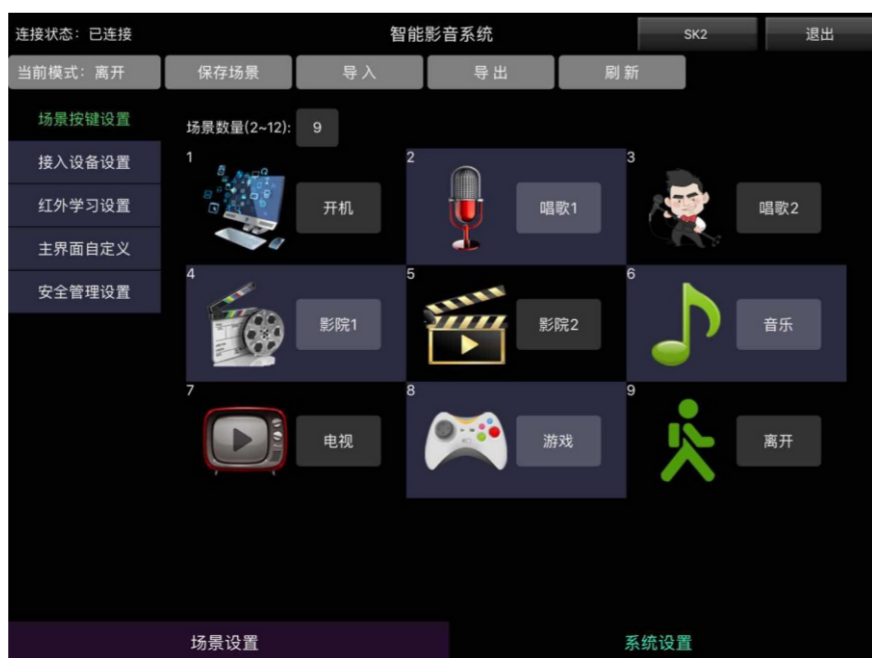 连接状态：已连接 智能影音系统 SK2 退出
当前模式：离开 保存场景 导入 导出 刷新
场景按键设置
接入设备设置
红外学习设置
主界面自定义
安全管理设置
场景数量(2~12): 9
1 开机 2 唱歌1 3 唱歌2
4 影院1 5 影院2 6 音乐
7 电视 8 游戏 9 离开
场景设置 系统设置